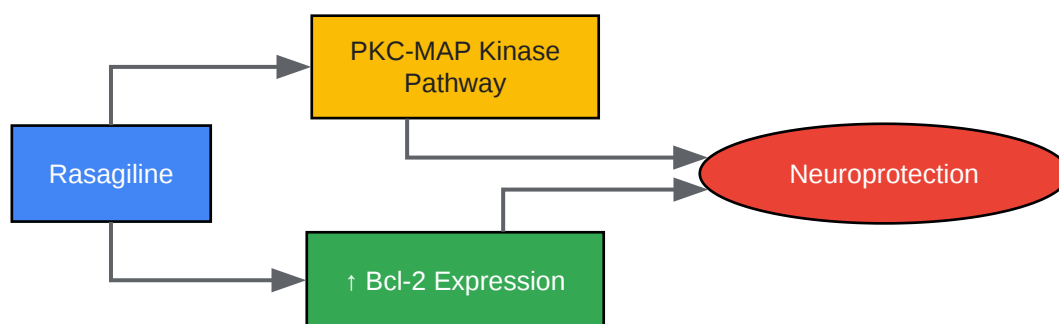 PKC-MAP Kinase
Pathway
Rasagiline
Neuroprotection
↑ Bcl-2 Expression